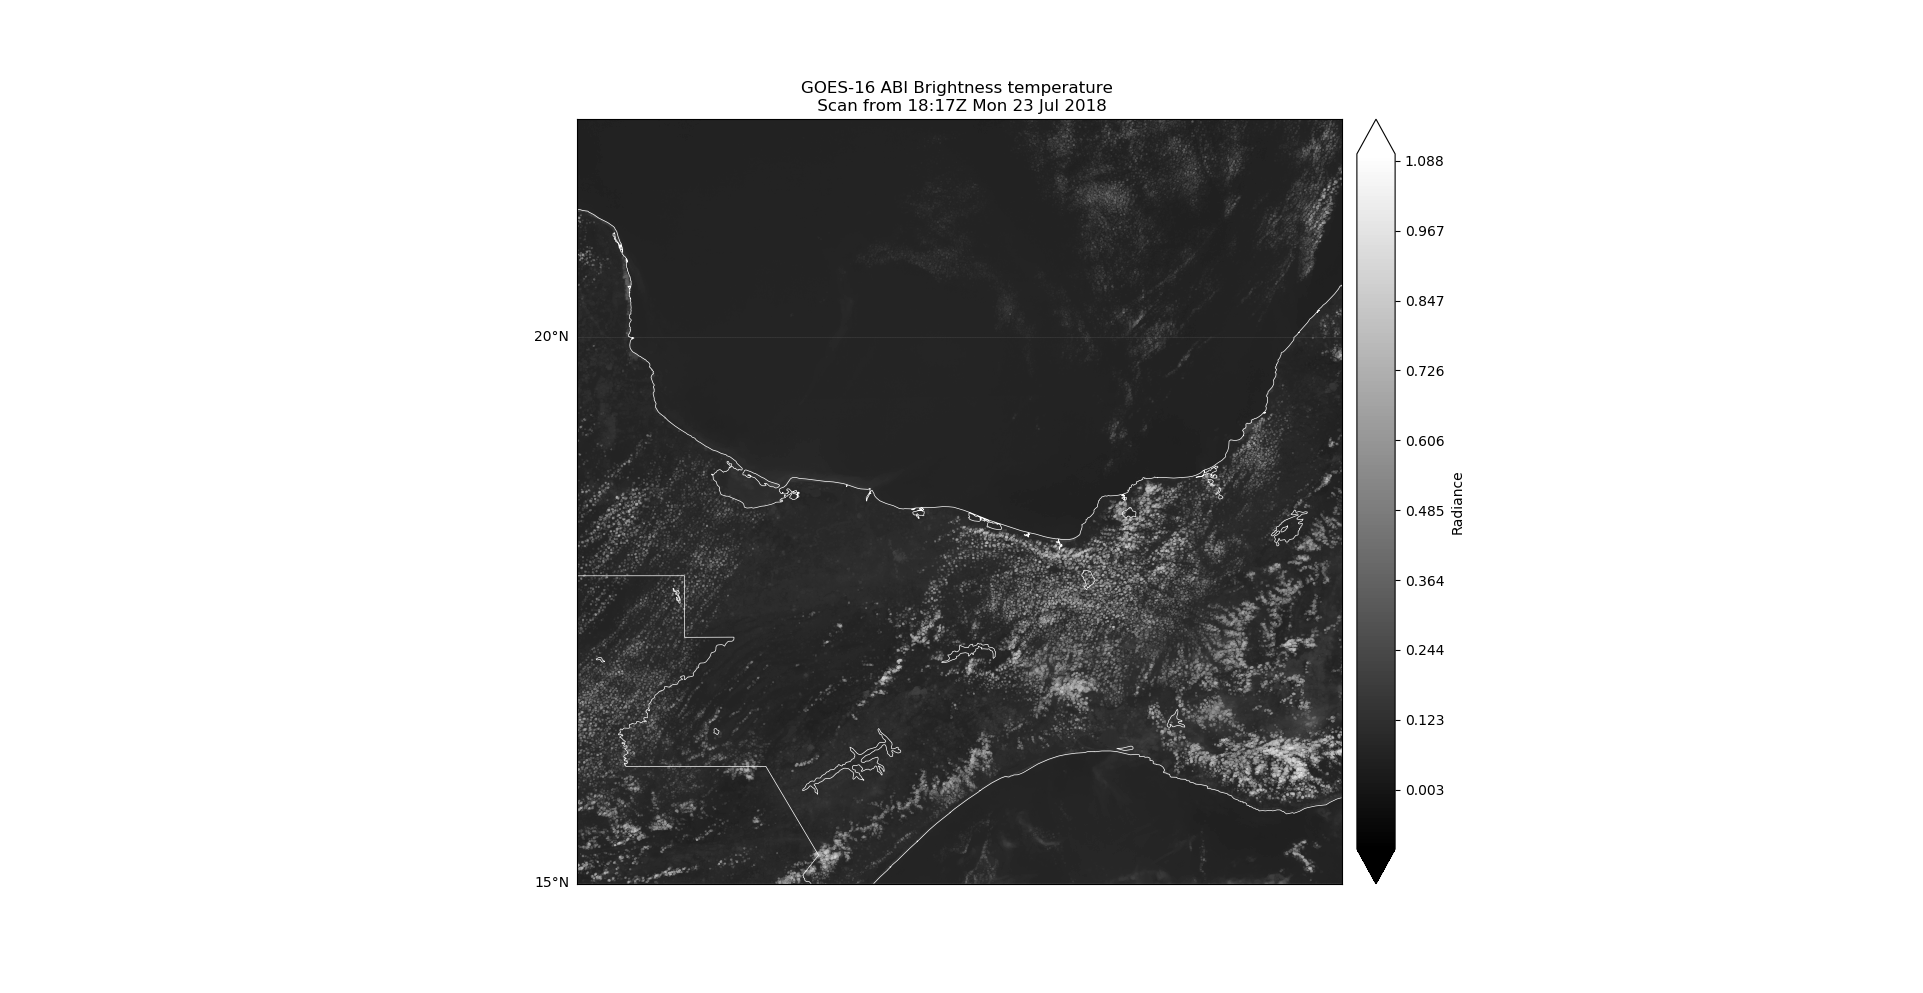 GOES-16 ABI Brightness temperature
Scan from 18:17Z Mon 23 Jul 2018
20°N
15°N
1.088
0.967
0.847
0.726
0.606
0.485
0.364
0.244
0.123
0.003
Radiance